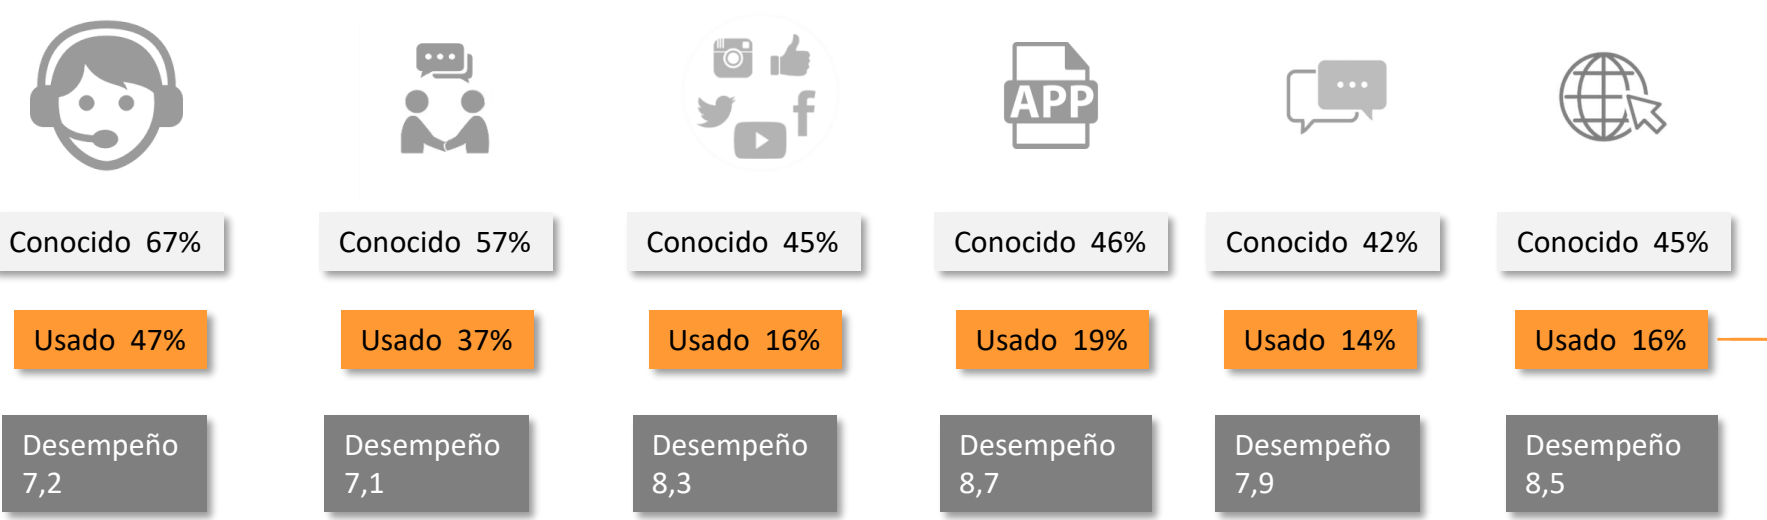 APP
Conocido 67%
Conocido 57%
Conocido 45%
Conocido 46%
Conocido 42%
Conocido 45%
Usado 47%
Usado 37%
Usado 16%
Usado 19%
Usado 14%
Usado 16%
Desempeño
7,2
Desempeño
7,1
Desempeño
8,3
Desempeño
8,7
Desempeño
7,9
Desempeño
8,5